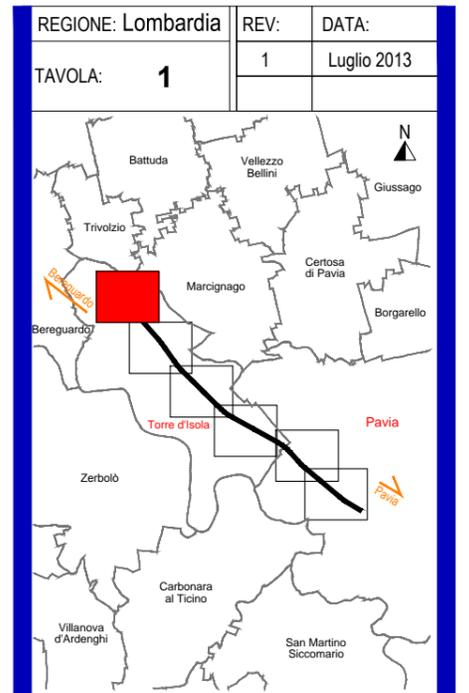 REGIONE: Lombardia
REV:
DATA:
TAVOLA: 1
1
Luglio 2013
N
Battuda
Vellezzo
Bellini
Giussago
Trivolzio
Certosa
di Pavia
Marcignago
Bereguardo
Borgarello
Bereguardo
Torre d'Isola
Pavia
Zerbolò
Pavia
Carbonara
al Ticino
Villanova
d'Ardenghi
San Martino
Siccomario